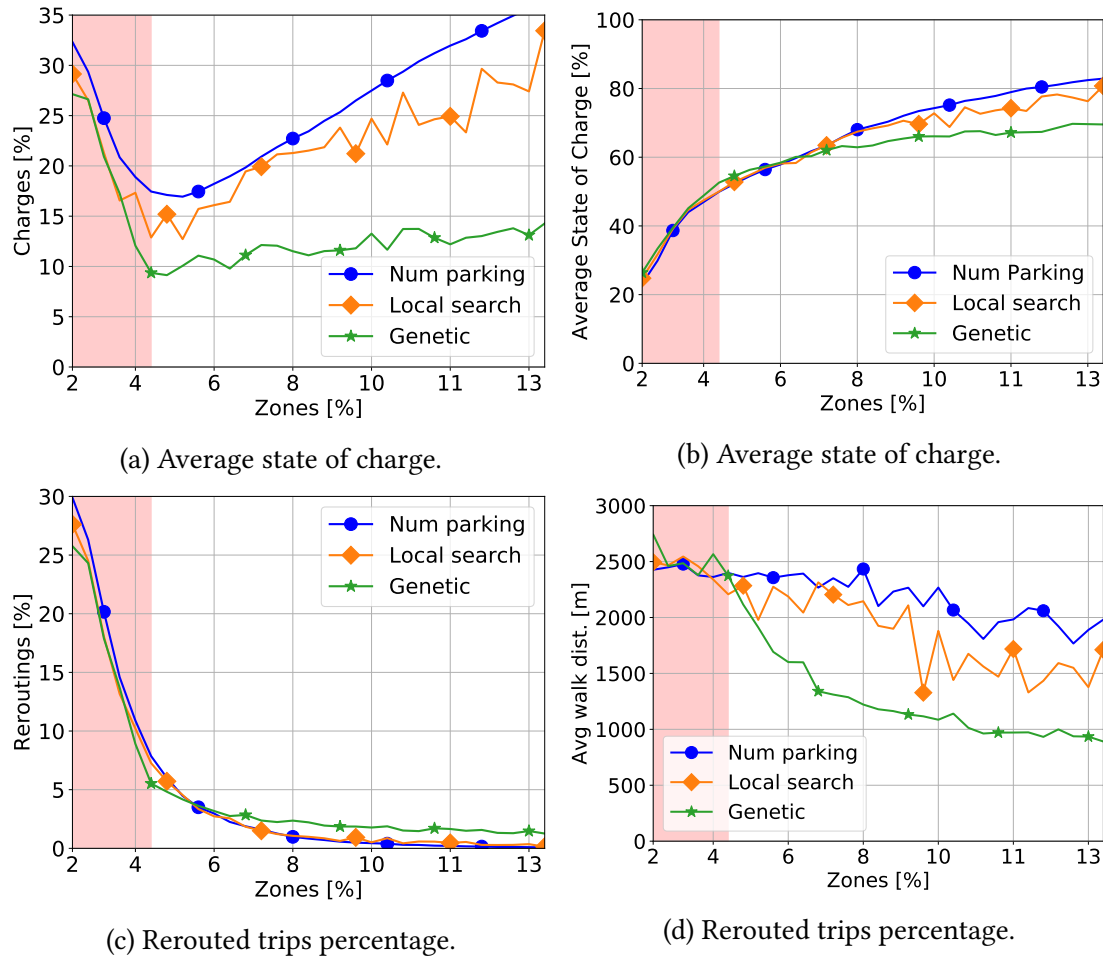 35
30
25
20
15
10
5
0
Charges [%]
2
4
6
8
10
11
13
Zones [%]
Num parking
Local search
Genetic
(a) Average state of charge.
100
80
60
40
20
0
Average State of Charge [%]
2
4
6
8
10
11
13
Zones [%]
Num Parking
Local search
Genetic
(b) Average state of charge.
30
25
20
15
10
5
0
Reroutings [%]
2
4
6
8
10
11
13
Zones [%]
Num parking
Local search
Genetic
(c) Rerouted trips percentage.
3000
2500
2000
1500
1000
500
0
Avg walk dist. [m]
2
4
6
8
10
11
13
Zones [%]
Num parking
Local search
Genetic
(d) Rerouted trips percentage.